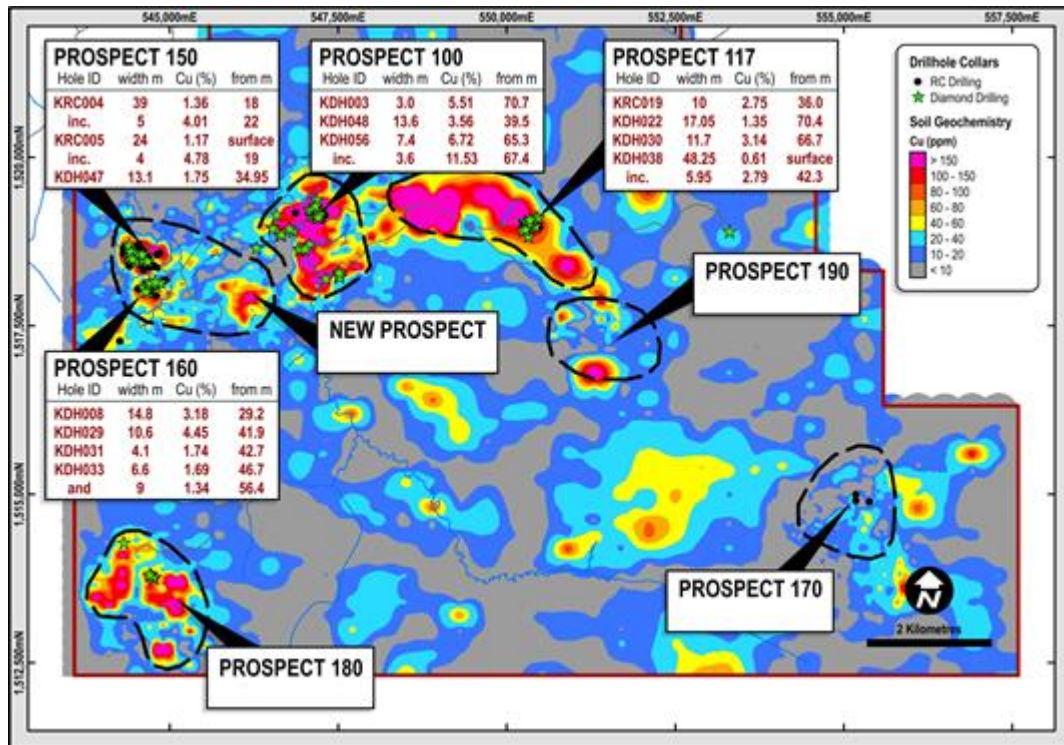 545,000mE 547,500mE 550,000mE 552,500mE 555,000mE 557,500mE
PROSPECT 150
Hole ID width m Cu (%) from m
KRC004 39 1.36 18
inc. 5 4.01 22
KRC005 24 1.17 surface
inc. 4 4.78 19
KDH047 13.1 1.75 34.95
PROSPECT 100
Hole ID width m Cu (%) from m
KDH003 3.0 5.51 70.7
KDH048 13.6 3.56 39.5
KDH056 7.4 6.72 65.3
inc. 3.6 11.53 67.4
PROSPECT 117
Hole ID width m Cu (%) from m
KRC019 10 2.75 36.0
KDH022 17.05 1.35 70.4
KDH030 11.7 3.14 66.7
KDH038 48.25 0.61 surface
inc. 5.95 2.79 42.3
Drillhole Collars
RC Drilling
Diamond Drilling
Soil Geochemistry
Cu (ppm)
> 150
100 - 150
80 - 100
60 - 80
40 - 60
20 - 40
10 - 20
< 10
1,520,000mN
1,517,500mN
1,515,000mN
1,512,500mN
PROSPECT 190
NEW PROSPECT
PROSPECT 160
Hole ID width m Cu (%) from m
KDH008 14.8 3.18 29.2
KDH029 10.6 4.45 41.9
KDH031 4.1 1.74 42.7
KDH033 6.6 1.69 46.7
and 9 1.34 56.4
PROSPECT 170
PROSPECT 180
N
2 Kilometres